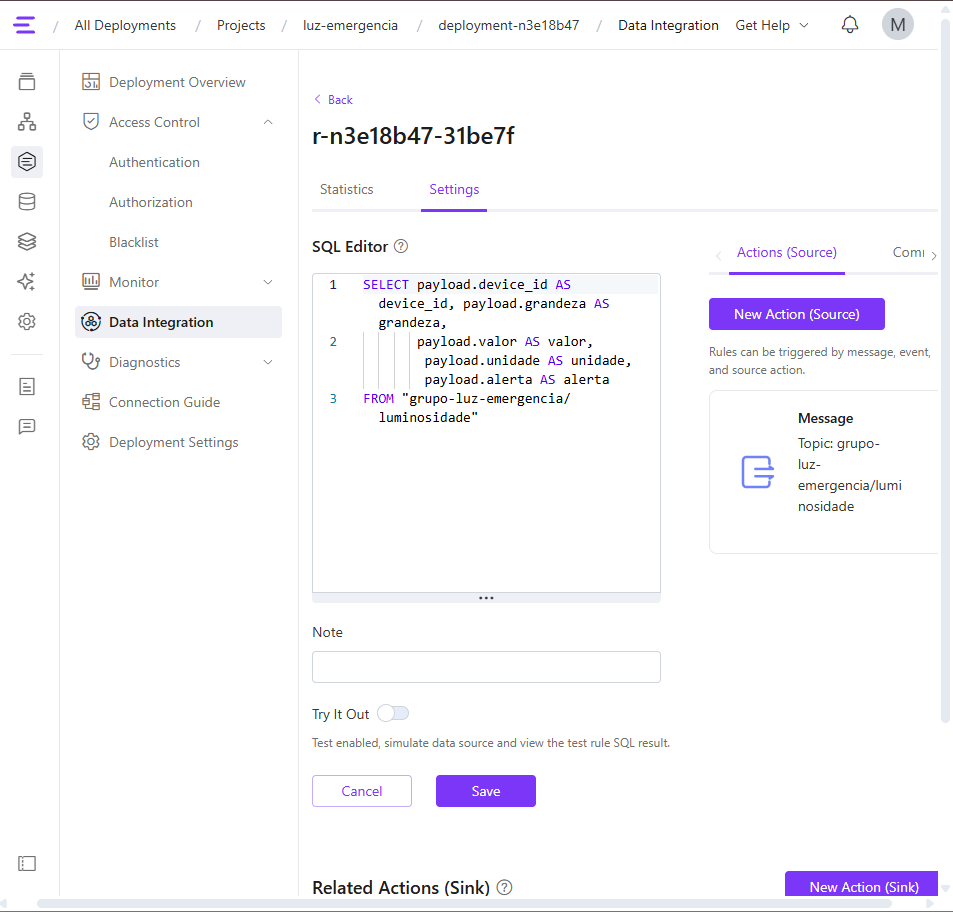 / All Deployments / Projects / luz-emergencia / deployment-n3e18b47 / Data Integration Get Help M
Deployment Overview
Access Control
Authentication
Authorization
Blacklist
Monitor
Data Integration
Diagnostics
Connection Guide
Deployment Settings
Back
r-n3e18b47-31be7f
Statistics Settings
SQL Editor ?
1 SELECT payload.device_id AS
device_id, payload.grandeza AS
grandeza,
2 payload.valor AS valor,
payload.unidade AS unidade,
payload.alerta AS alerta
3 FROM "grupo-luz-emergencia/
luminosidade"
Note
Try It Out
Test enabled, simulate data source and view the test rule SQL result.
Cancel Save
Actions (Source)
New Action (Source)
Rules can be triggered by message, event,
and source action.
Message
Topic: grupo-
luz-
emergencia/lumi
nosidade
Related Actions (Sink) ?
New Action (Sink)